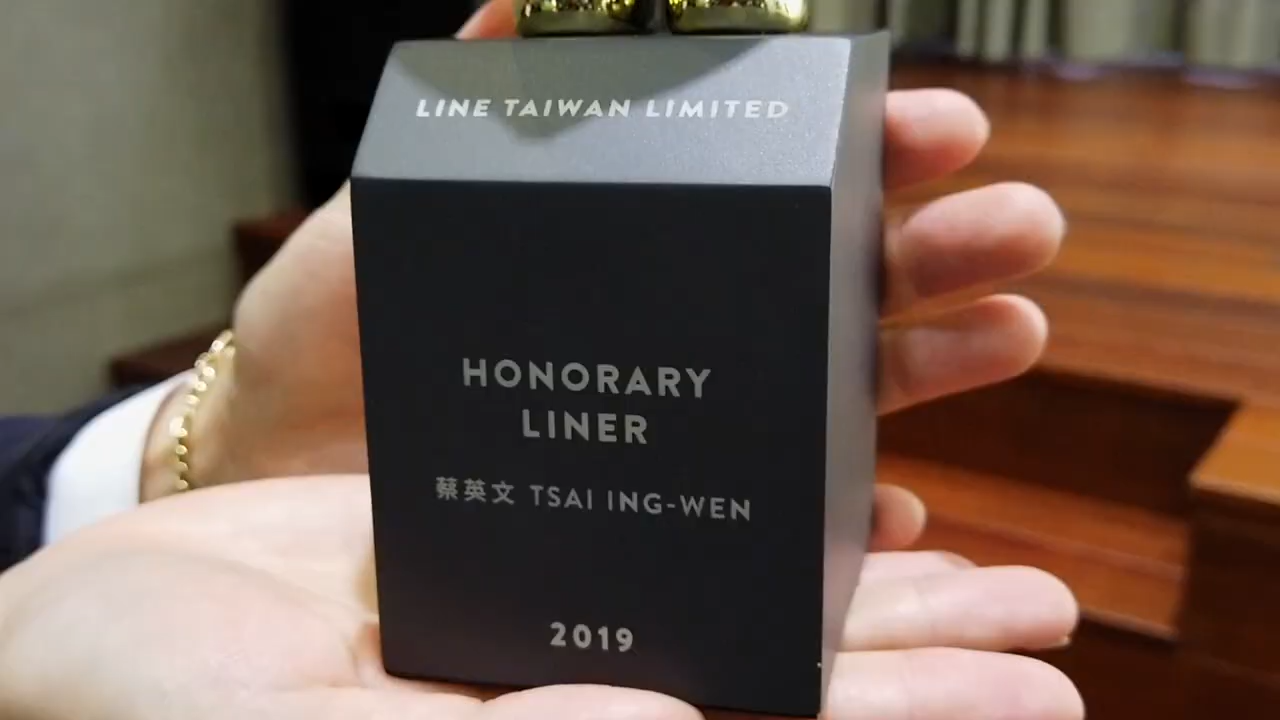 LINE TAIWAN LIMITED
HONORARY
LINER
蔡英文 TSAI ING-WEN
2019